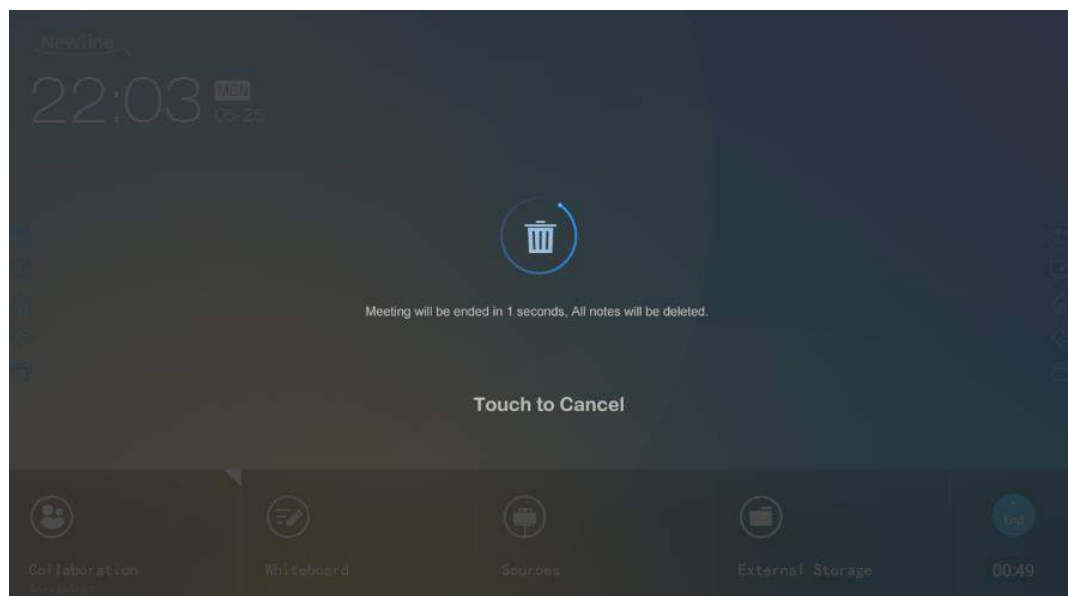 Newline
22:03 MON
05-25
Meeting will be ended in 1 seconds, All notes will be deleted.
Touch to Cancel
Collaboration
Whiteboard
Sources
External Storage
End
00:49